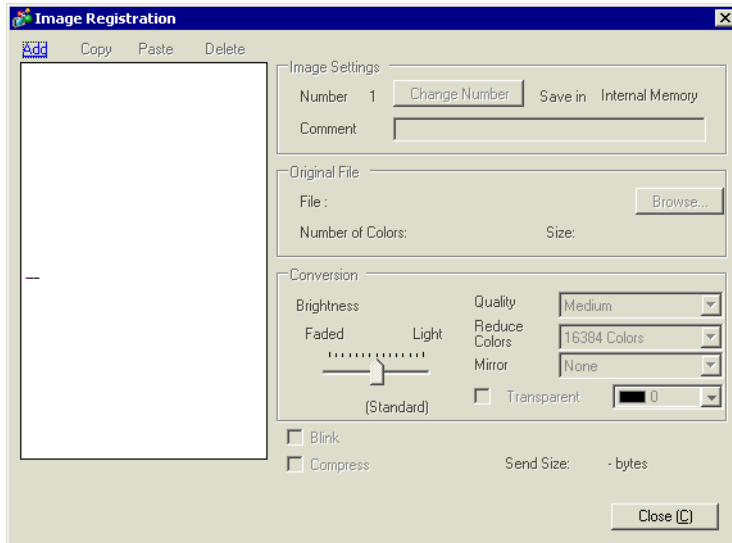 Image Registration
Add Copy Paste Delete
Image Settings
Number 1 Change Number Save in Internal Memory
Comment
Original File
File : Browse...
Number of Colors: Size:
Conversion
Brightness
Faded Light
(Standard)
Quality Medium
Reduce Colors 16384 Colors
Mirror None
Transparent 0
Blink
Compress Send Size: - bytes
Close (C)